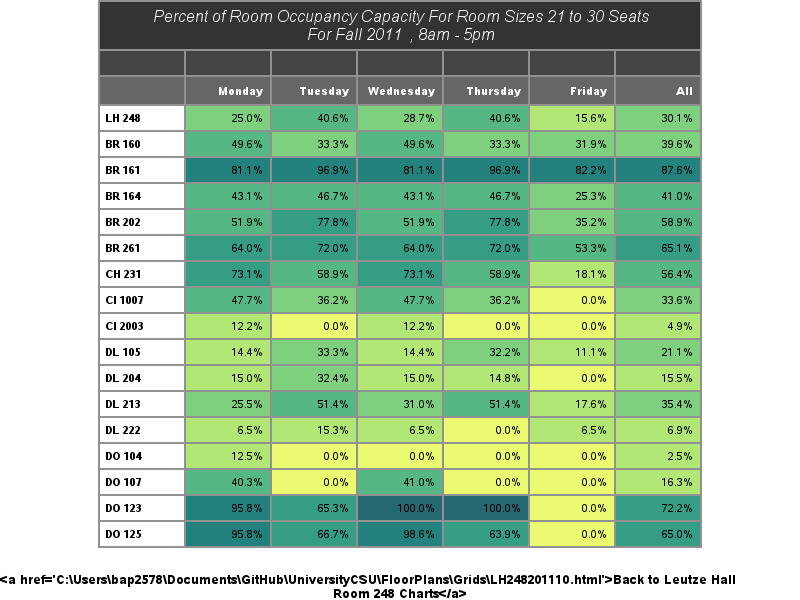 Percent of Room Occupancy Capacity For Room Sizes 21 to 30 Seats
For Fall 2011 , 8am - 5pm
Monday Tuesday Wednesday Thursday Friday All
LH 248 25.0% 40.6% 28.7% 40.6% 15.6% 30.1%
BR 160 49.6% 33.3% 49.6% 33.3% 31.9% 39.6%
BR 161 81.1% 96.9% 81.1% 96.9% 82.2% 87.6%
BR 164 43.1% 46.7% 43.1% 46.7% 25.3% 41.0%
BR 202 51.9% 77.8% 51.9% 77.8% 35.2% 58.9%
BR 261 64.0% 72.0% 64.0% 72.0% 53.3% 65.1%
CH 231 73.1% 58.9% 73.1% 58.9% 18.1% 56.4%
CI 1007 47.7% 36.2% 47.7% 36.2% 0.0% 33.6%
CI 2003 12.2% 0.0% 12.2% 0.0% 0.0% 4.9%
DL 105 14.4% 33.3% 14.4% 32.2% 11.1% 21.1%
DL 204 15.0% 32.4% 15.0% 14.8% 0.0% 15.5%
DL 213 25.5% 51.4% 31.0% 51.4% 17.6% 35.4%
DL 222 6.5% 15.3% 6.5% 0.0% 6.5% 6.9%
DO 104 12.5% 0.0% 0.0% 0.0% 0.0% 2.5%
DO 107 40.3% 0.0% 41.0% 0.0% 0.0% 16.3%
DO 123 95.8% 65.3% 100.0% 100.0% 0.0% 72.2%
DO 125 95.8% 66.7% 98.6% 63.9% 0.0% 65.0%
<a href='C:\Users\bap2578\Documents\GitHub\UniversityCSU\FloorPlans\Grids\LH248201110.html'>Back to Leutze Hall
Room 248 Charts</a>